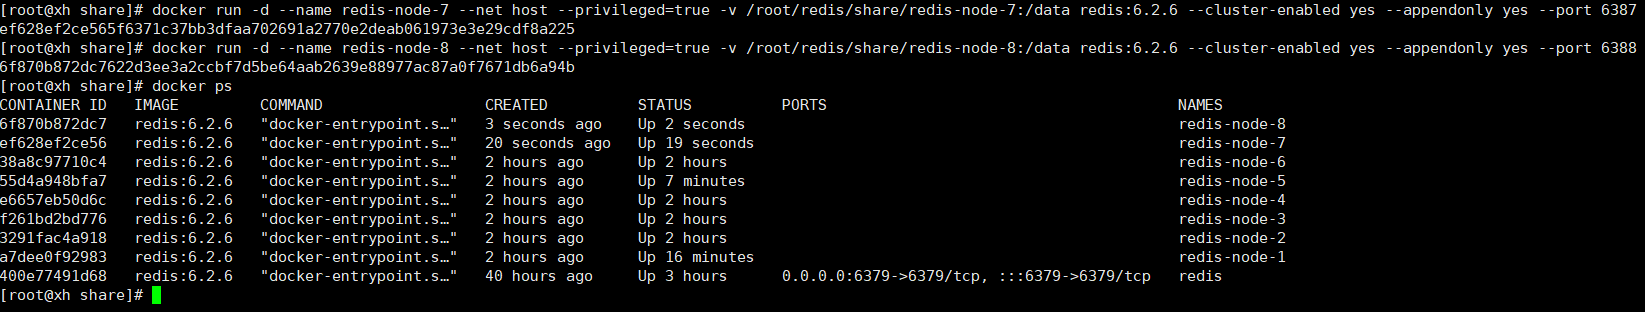 [root@xh share]# docker run -d --name redis-node-7 --net host --privileged=true -v /root/redis/share/redis-node-7:/data redis:6.2.6 --cluster-enabled yes --appendonly yes --port 6387
ef628ef2ce565f6371c37bb3dfaa702691a2770e2deab061973e3e29cdf8a225
[root@xh share]# docker run -d --name redis-node-8 --net host --privileged=true -v /root/redis/share/redis-node-8:/data redis:6.2.6 --cluster-enabled yes --appendonly yes --port 6388
6f870b872dc7622d3ee3a2ccbf7d5be64aab2639e88977ac87a0f7671db6a94b
[root@xh share]# docker ps
CONTAINER ID   IMAGE         COMMAND                  CREATED          STATUS          PORTS                                       NAMES
6f870b872dc7   redis:6.2.6   "docker-entrypoint.s…"   3 seconds ago    Up 2 seconds                                                redis-node-8
ef628ef2ce56   redis:6.2.6   "docker-entrypoint.s…"   20 seconds ago   Up 19 seconds                                               redis-node-7
38a8c97710c4   redis:6.2.6   "docker-entrypoint.s…"   2 hours ago      Up 2 hours                                                  redis-node-6
55d4a948bfa7   redis:6.2.6   "docker-entrypoint.s…"   2 hours ago      Up 7 minutes                                                redis-node-5
e6657eb50d6c   redis:6.2.6   "docker-entrypoint.s…"   2 hours ago      Up 2 hours                                                  redis-node-4
f261bd2bd776   redis:6.2.6   "docker-entrypoint.s…"   2 hours ago      Up 2 hours                                                  redis-node-3
3291fac4a918   redis:6.2.6   "docker-entrypoint.s…"   2 hours ago      Up 2 hours                                                  redis-node-2
a7dee0f92983   redis:6.2.6   "docker-entrypoint.s…"   2 hours ago      Up 16 minutes                                               redis-node-1
400e77491d68   redis:6.2.6   "docker-entrypoint.s…"   40 hours ago     Up 3 hours      0.0.0.0:6379->6379/tcp, :::6379->6379/tcp   redis
[root@xh share]#